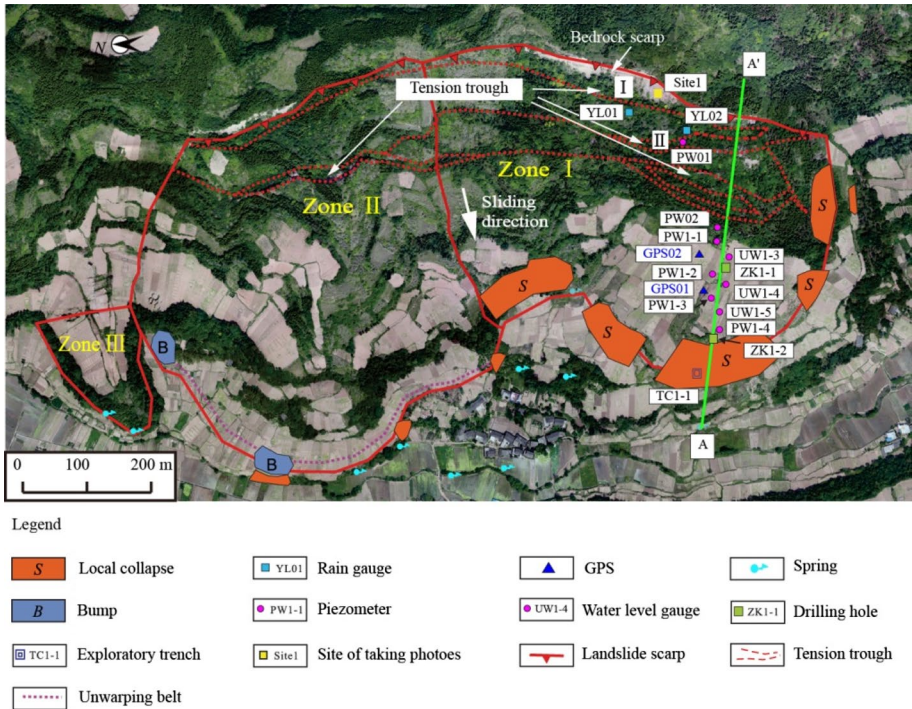 N
Bedrock scarp
A'
Tension trough
I
Site1
YL01
YL02
II
PW01
Zone I
Zone II
Sliding
direction
PW02
PW1-1
GPS02
UW1-3
PW1-2
ZK1-1
GPS01
UW1-4
PW1-3
UW1-5
PW1-4
ZK1-2
S
S
S
S
S
TC1-1
Zone III
B
B
A
0 100 200 m
Legend
S Local collapse
YL01 Rain gauge
GPS
Spring
B Bump
PW1-1 Piezometer
UW1-4 Water level gauge
ZK1-1 Drilling hole
TC1-1 Exploratory trench
Site1 Site of taking photoes
Landslide scarp
Tension trough
Unwarping belt